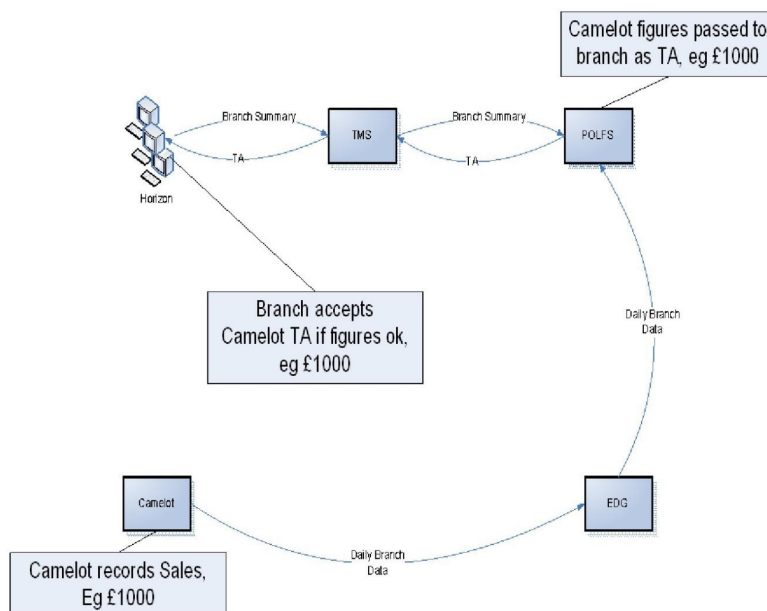 Camelot figures passed to
branch as TA, eg £1000
Branch Summary
TMS
Branch Summary
POLFS
TA
TA
Horizon
Branch accepts
Camelot TA if figures ok,
eg £1000
Daily Branch
Data
Camelot
EDG
Daily Branch
Data
Camelot records Sales,
Eg £1000